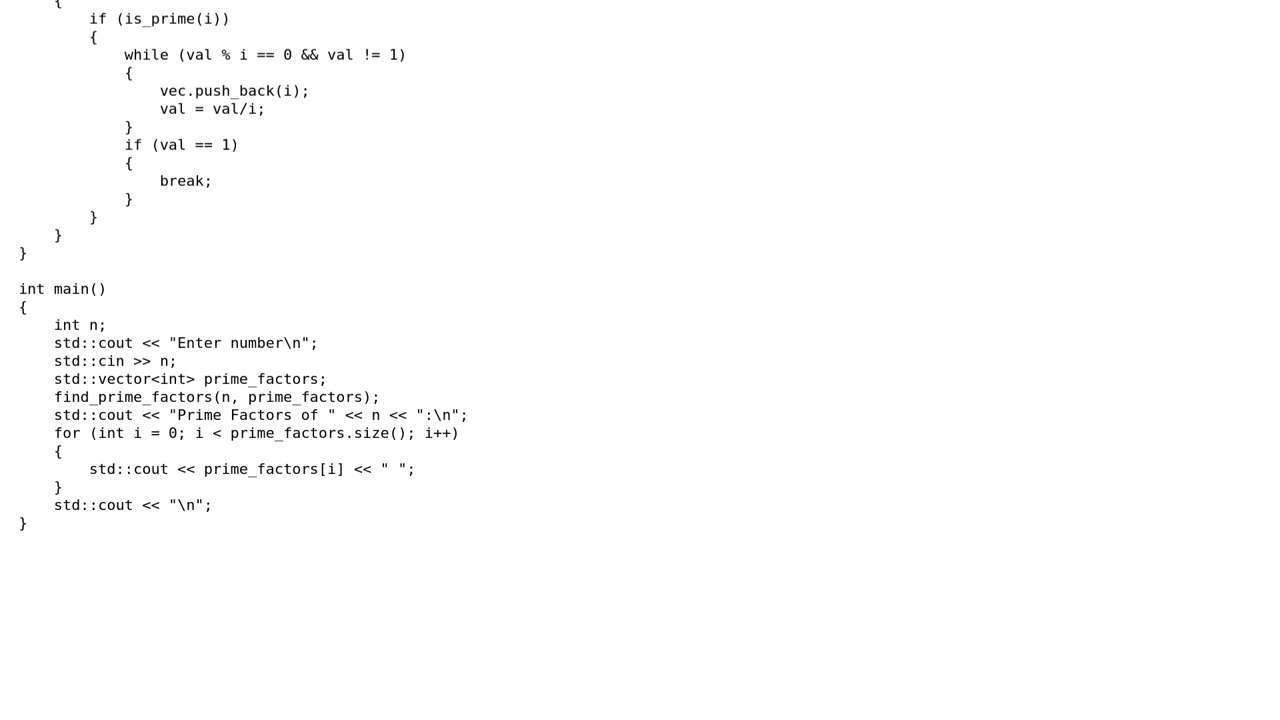 {
        if (is_prime(i))
        {
            while (val % i == 0 && val != 1)
            {
                vec.push_back(i);
                val = val/i;
            }
            if (val == 1)
            {
                break;
            }
        }
    }
}

int main()
{
    int n;
    std::cout << "Enter number\n";
    std::cin >> n;
    std::vector<int> prime_factors;
    find_prime_factors(n, prime_factors);
    std::cout << "Prime Factors of " << n << ":\n";
    for (int i = 0; i < prime_factors.size(); i++)
    {
        std::cout << prime_factors[i] << " ";
    }
    std::cout << "\n";
}